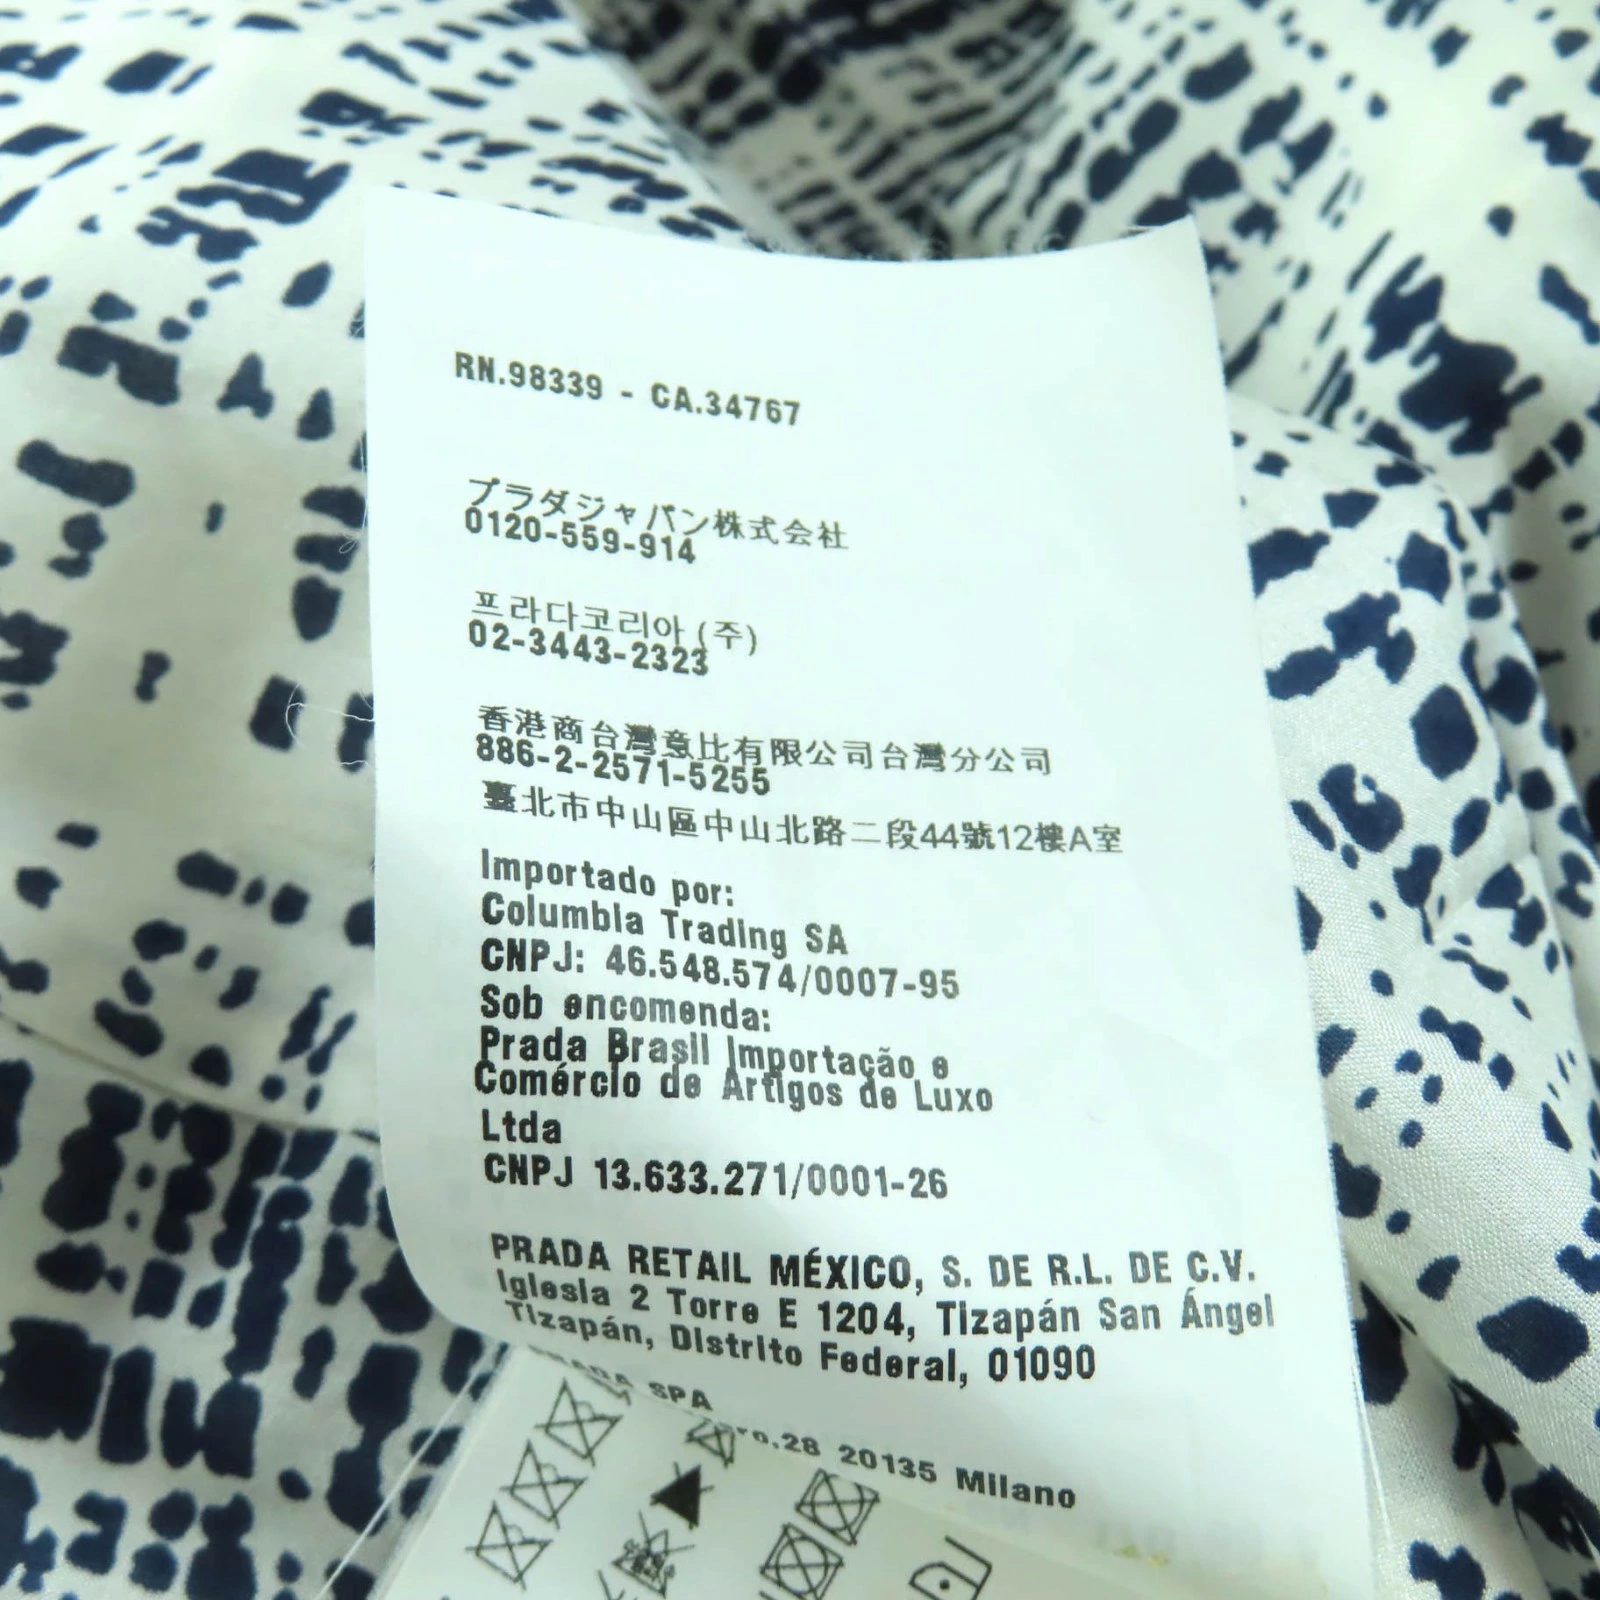 RN.98339 - CA.34767
プラダジャパン株式会社
0120-559-914
프라다코리아 (주)
02-3443-2323
香港商台灣意比有限公司台灣分公司
886-2-2571-5255
臺北市中山區中山北路二段44號12樓A室
Importado por:
Columbia Trading SA
CNPJ: 46.548.574/0007-95
Sob encomenda:
Prada Brasil Importação e
Comércio de Artigos de Luxo
Ltda
CNPJ 13.633.271/0001-26
PRADA RETAIL MÉXICO, S. DE R.L. DE C.V.
Iglesia 2 Torre E 1204, Tizapán San Ángel
Tizapán, Distrito Federal, 01090
PRADA SPA
28 20135 Milano